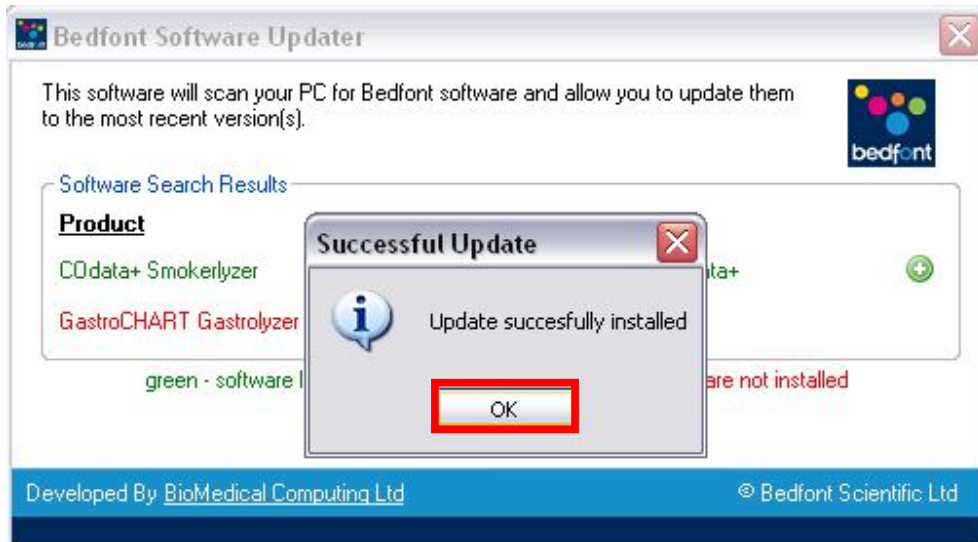 Bedfont Software Updater
This software will scan your PC for Bedfont software and allow you to update them
to the most recent version(s).
bedfont
Software Search Results
Product
Successful Update
COdata+ Smokerlyzer
GastroCHART Gastrolyzer
Update succesfully installed
green - software
are not installed
OK
Developed By BioMedical Computing Ltd
© Bedfont Scientific Ltd